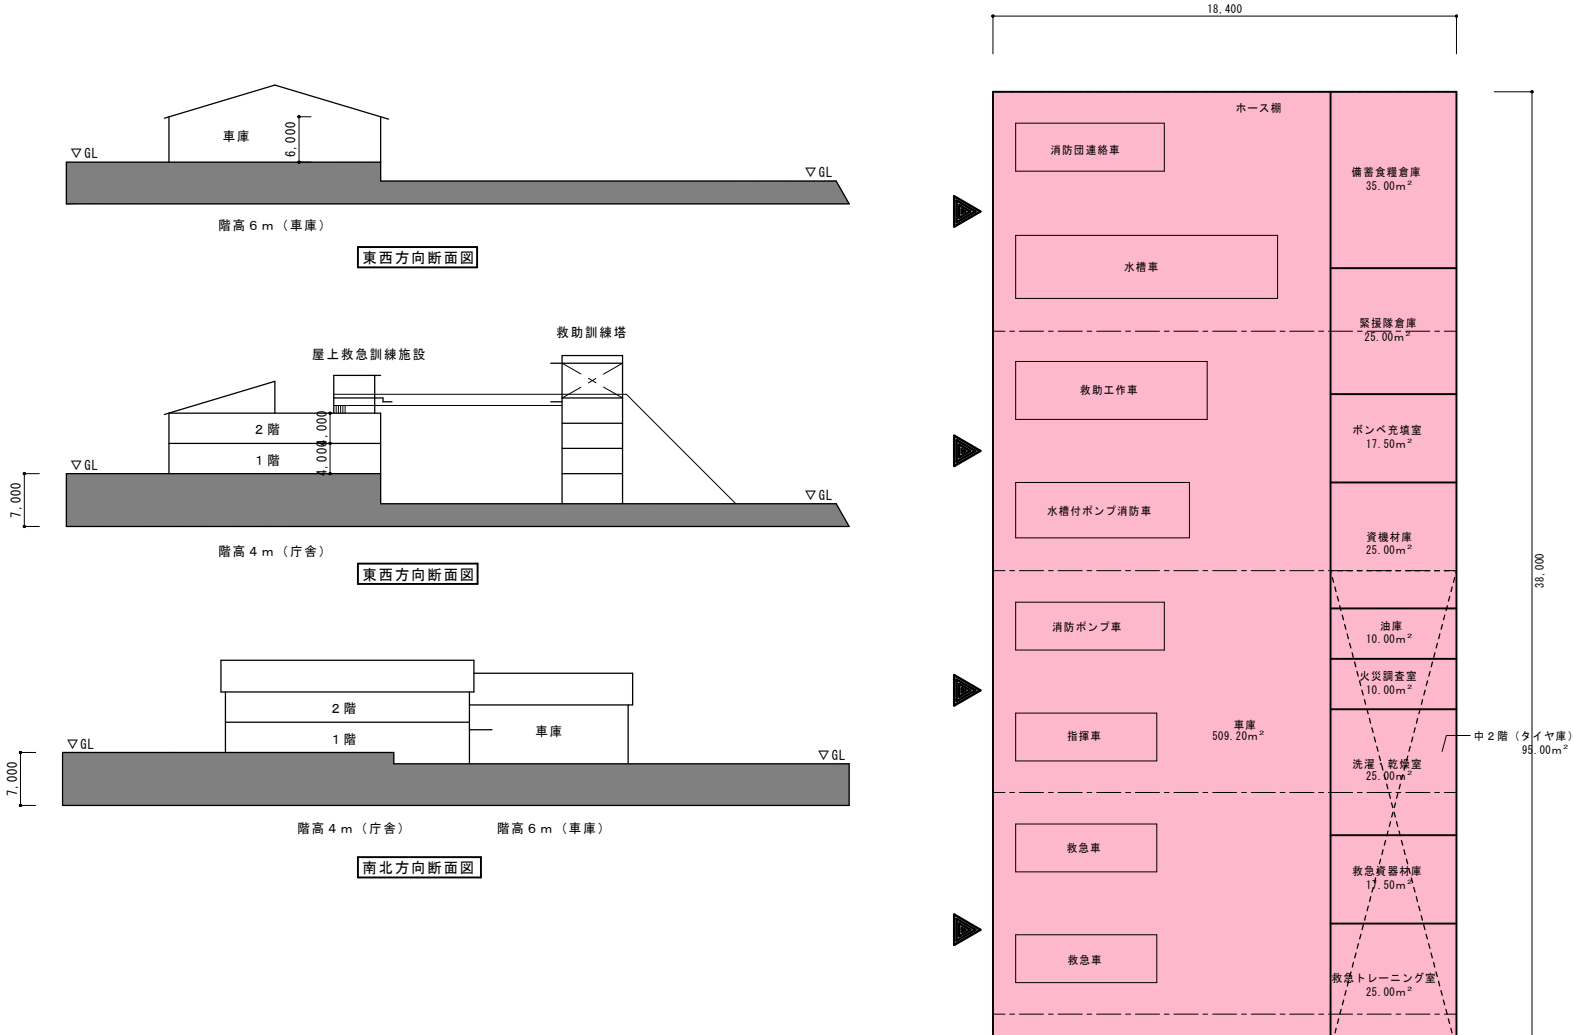 ▽GL
車庫
6,000
▽GL
階高6m（車庫）
東西方向断面図
救助訓練塔
屋上救急訓練施設
2階
4,000
1階
4,000
▽GL
▽GL
7,000
階高4m（庁舎）
東西方向断面図
2階
1階
車庫
▽GL
▽GL
7,000
階高4m（庁舎）
階高6m（車庫）
南北方向断面図
18,400
ホース棚
消防団連絡車
備蓄食糧倉庫
35.00m²
水槽車
緊援隊倉庫
25.00m²
救助工作車
ボンベ充填室
17.50m²
水槽付ポンプ消防車
資機材庫
25.00m²
38,000
消防ポンプ車
油庫
10.00m²
火災調査室
10.00m²
指揮車
車庫
509.20m²
中2階（タイヤ庫）
95.00m²
洗濯・乾燥室
25.00m²
救急車
救急資器材庫
17.50m²
救急車
救急トレーニング室
25.00m²